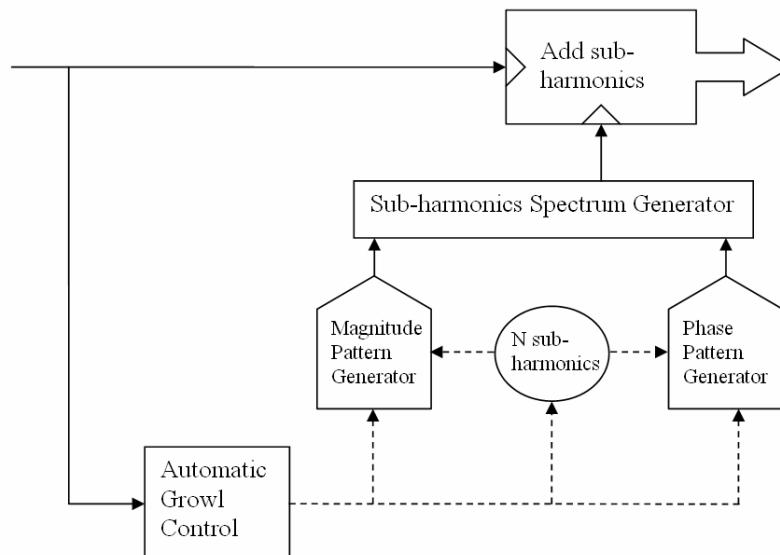 Add sub-
harmonics
Sub-harmonics Spectrum Generator
Magnitude
Pattern
Generator
N sub-
harmonics
Phase
Pattern
Generator
Automatic
Growl
Control